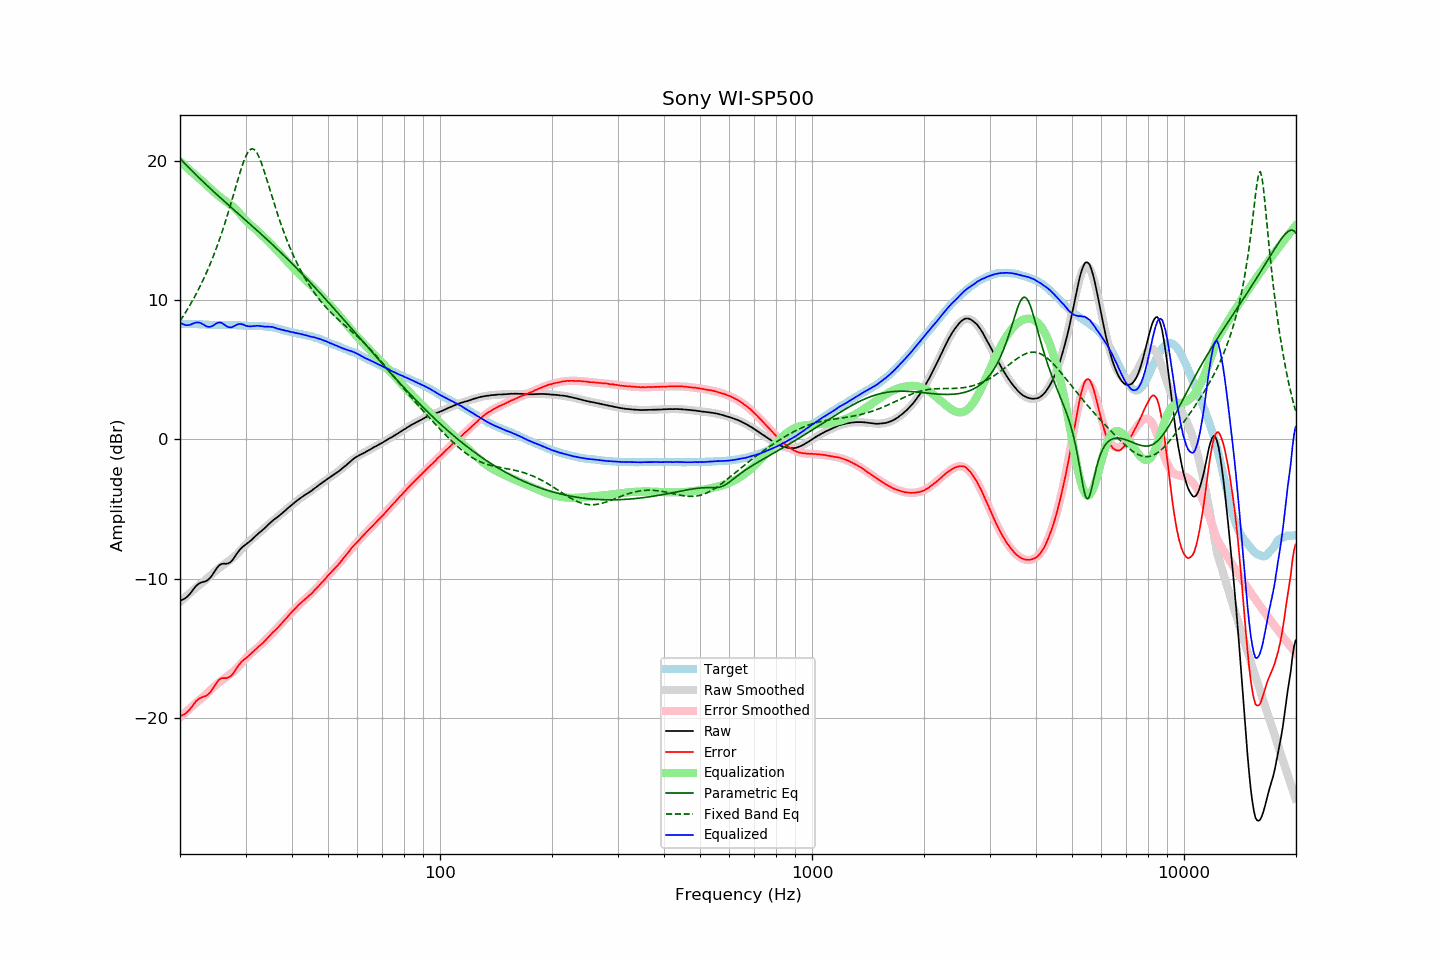 Sony WI-SP500
Amplitude (dBr)
20
10
0
−10
−20
100
1000
10000
Frequency (Hz)
Target
Raw Smoothed
Error Smoothed
Raw
Error
Equalization
Parametric Eq
Fixed Band Eq
Equalized